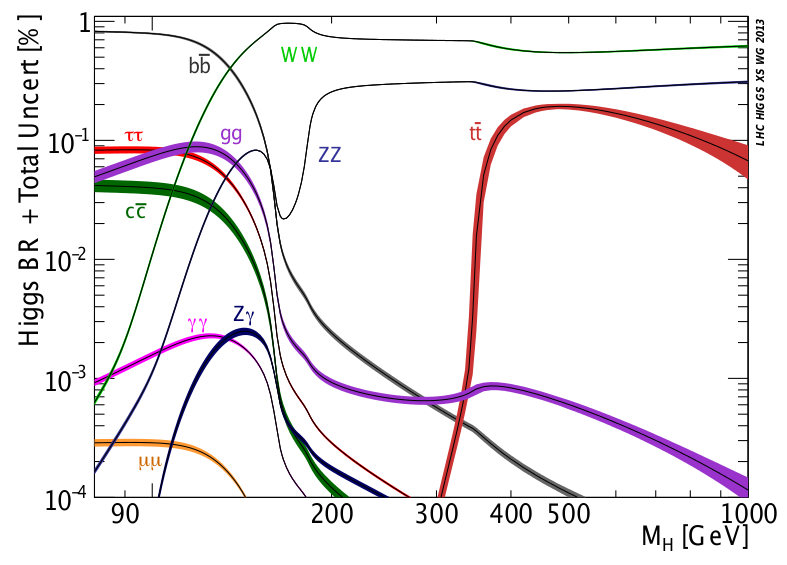 Higgs BR + Total Uncert [%]
1
10⁻¹
10⁻²
10⁻³
10⁻⁴
bb̅
WW
ττ
gg
ZZ
tt̅
cc̅
γγ
Zγ
μμ
90
200
300
400
500
1000
M_H [GeV]
LHC HIGGS XS WG 2013